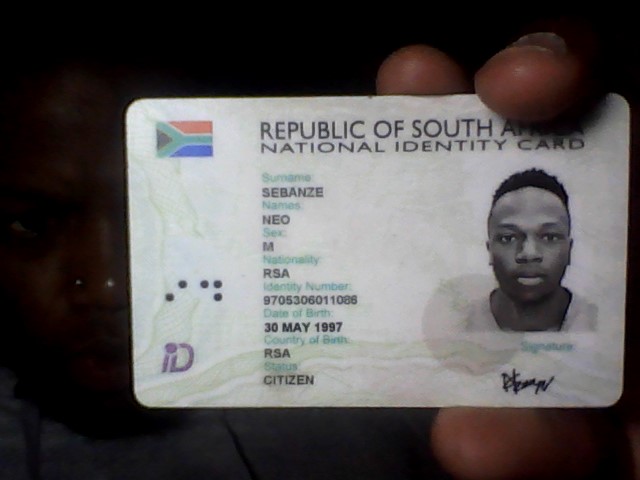 REPUBLIC OF SOUTH AFRICA
NATIONAL IDENTITY CARD
Surname:
SEBANZE
Names:
NEO
Sex:
M
Nationality:
RSA
Identity Number:
9705306011086
Date of Birth:
30 MAY 1997
Country of Birth:
RSA
Status:
CITIZEN
Signature:
iD